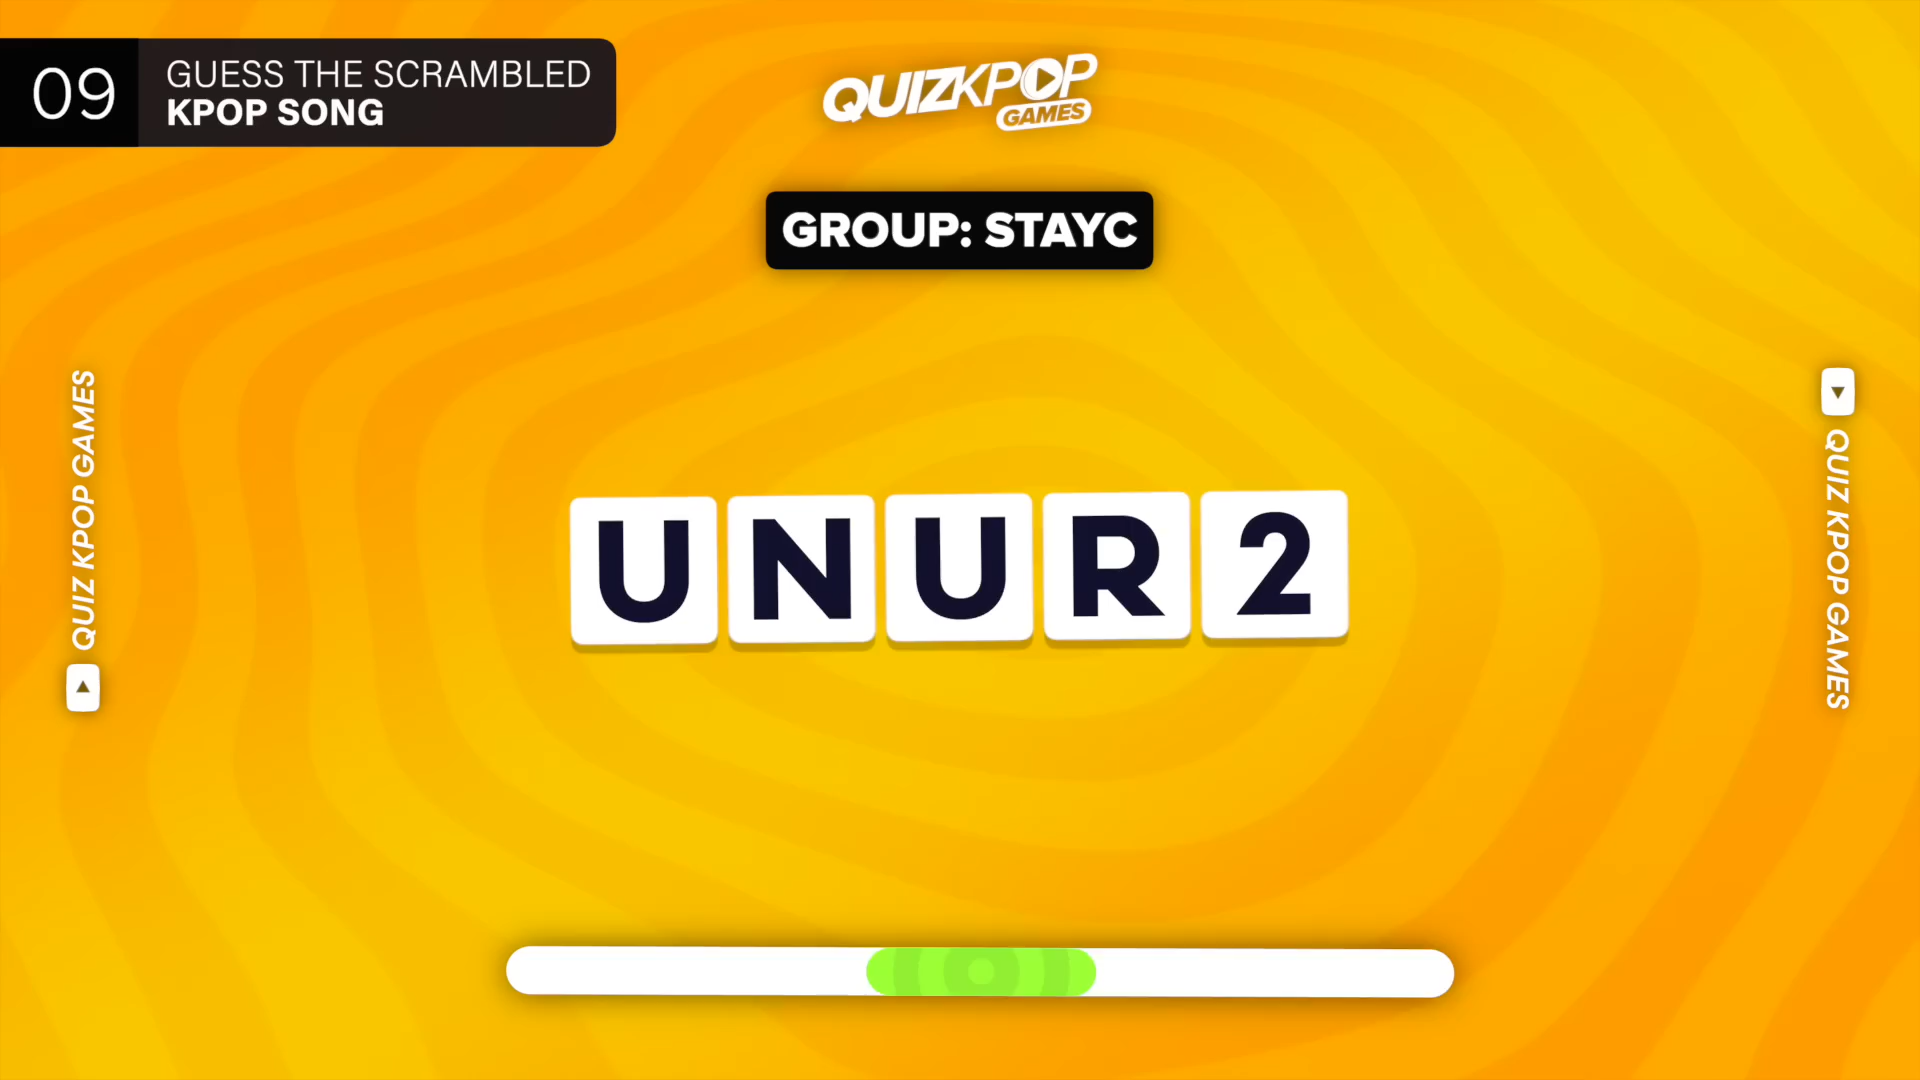 09
GUESS THE SCRAMBLED
KPOP SONG
QUIZKPOP
GAMES
GROUP: STAYC
QUIZ KPOP GAMES
UNUR2
QUIZ KPOP GAMES